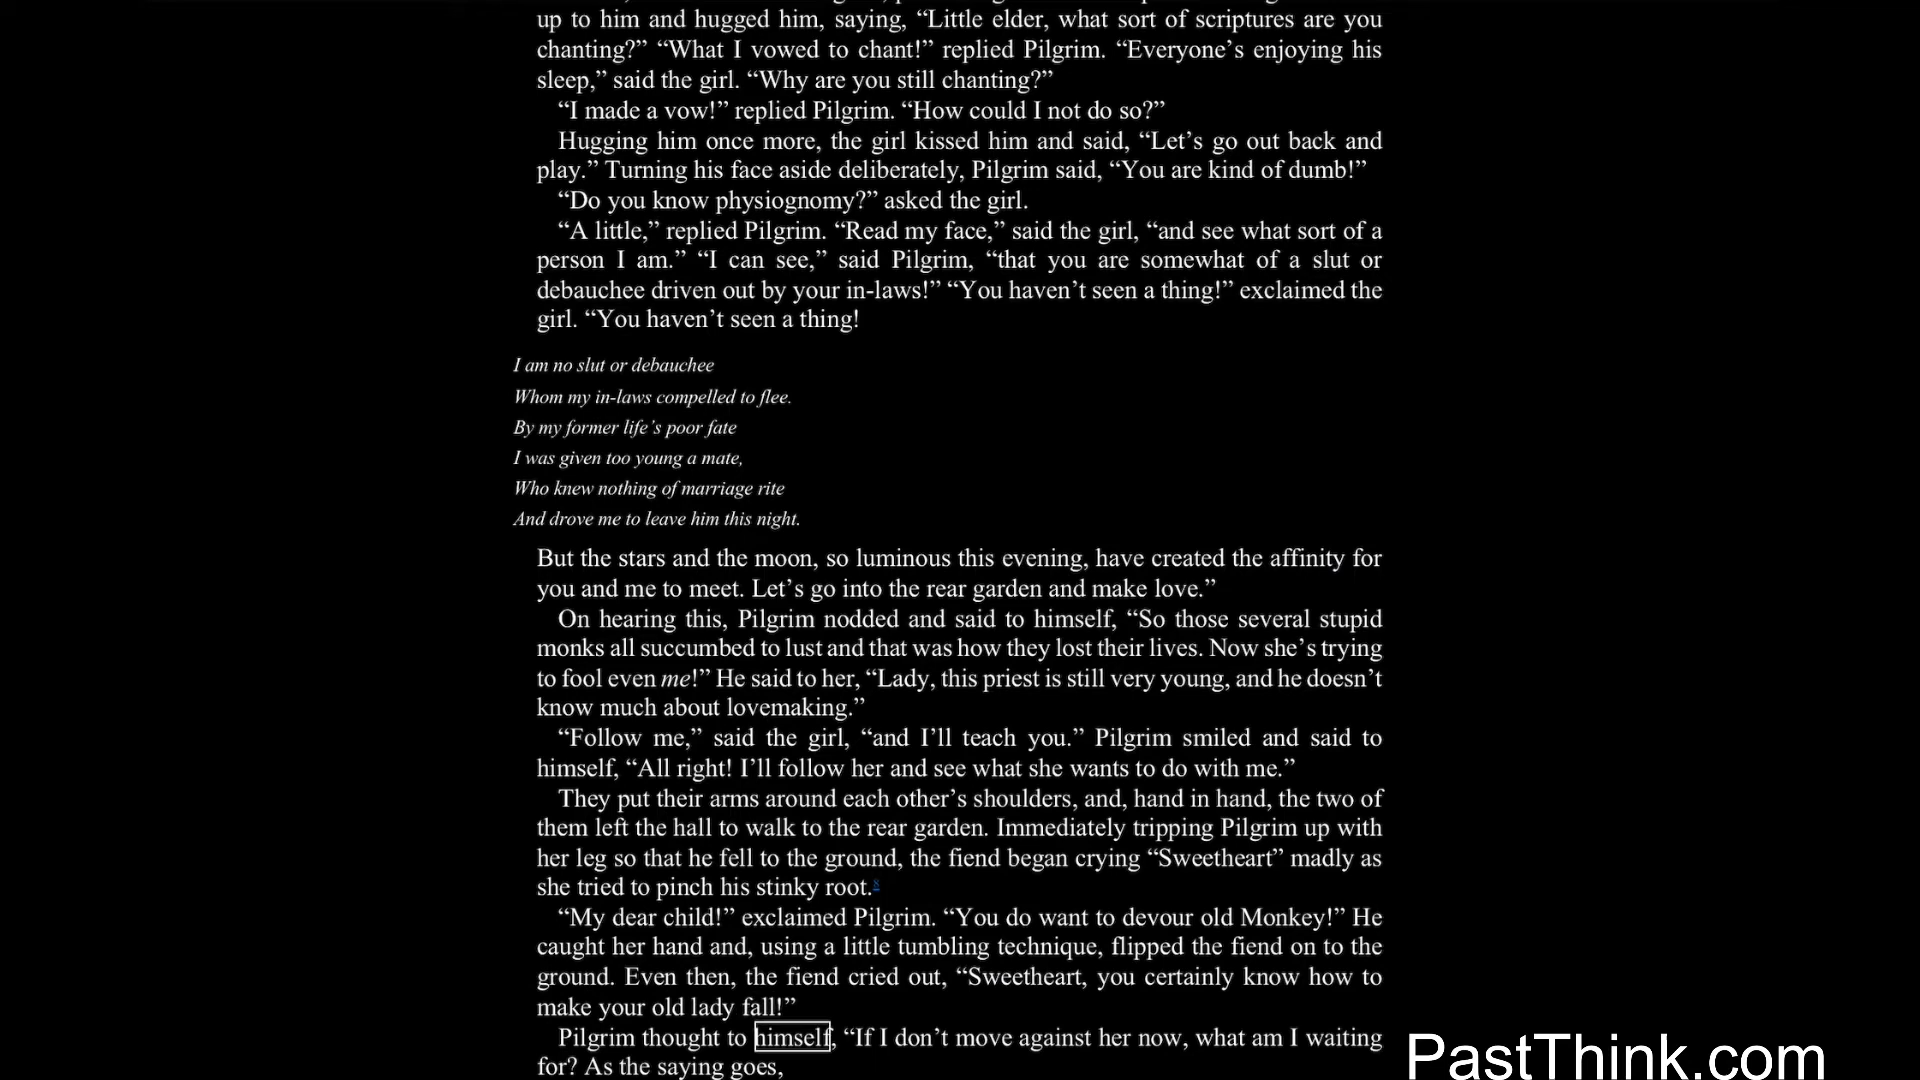 up to him and hugged him, saying, “Little elder, what sort of scriptures are you
chanting?” “What I vowed to chant!” replied Pilgrim. “Everyone’s enjoying his
sleep,” said the girl. “Why are you still chanting?”
“I made a vow!” replied Pilgrim. “How could I not do so?”
Hugging him once more, the girl kissed him and said, “Let’s go out back and
play.” Turning his face aside deliberately, Pilgrim said, “You are kind of dumb!”
“Do you know physiognomy?” asked the girl.
“A little,” replied Pilgrim. “Read my face,” said the girl, “and see what sort of a
person I am.” “I can see,” said Pilgrim, “that you are somewhat of a slut or
debauchee driven out by your in-laws!” “You haven’t seen a thing!” exclaimed the
girl. “You haven’t seen a thing!
I am no slut or debauchee
Whom my in-laws compelled to flee.
By my former life’s poor fate
I was given too young a mate,
Who knew nothing of marriage rite
And drove me to leave him this night.
But the stars and the moon, so luminous this evening, have created the affinity for
you and me to meet. Let’s go into the rear garden and make love.”
On hearing this, Pilgrim nodded and said to himself, “So those several stupid
monks all succumbed to lust and that was how they lost their lives. Now she’s trying
to fool even me!” He said to her, “Lady, this priest is still very young, and he doesn’t
know much about lovemaking.”
“Follow me,” said the girl, “and I’ll teach you.” Pilgrim smiled and said to
himself, “All right! I’ll follow her and see what she wants to do with me.”
They put their arms around each other’s shoulders, and, hand in hand, the two of
them left the hall to walk to the rear garden. Immediately tripping Pilgrim up with
her leg so that he fell to the ground, the fiend began crying “Sweetheart” madly as
she tried to pinch his stinky root.8
“My dear child!” exclaimed Pilgrim. “You do want to devour old Monkey!” He
caught her hand and, using a little tumbling technique, flipped the fiend on to the
ground. Even then, the fiend cried out, “Sweetheart, you certainly know how to
make your old lady fall!”
Pilgrim thought to himself, “If I don’t move against her now, what am I waiting
for? As the saying goes,
PastThink.com